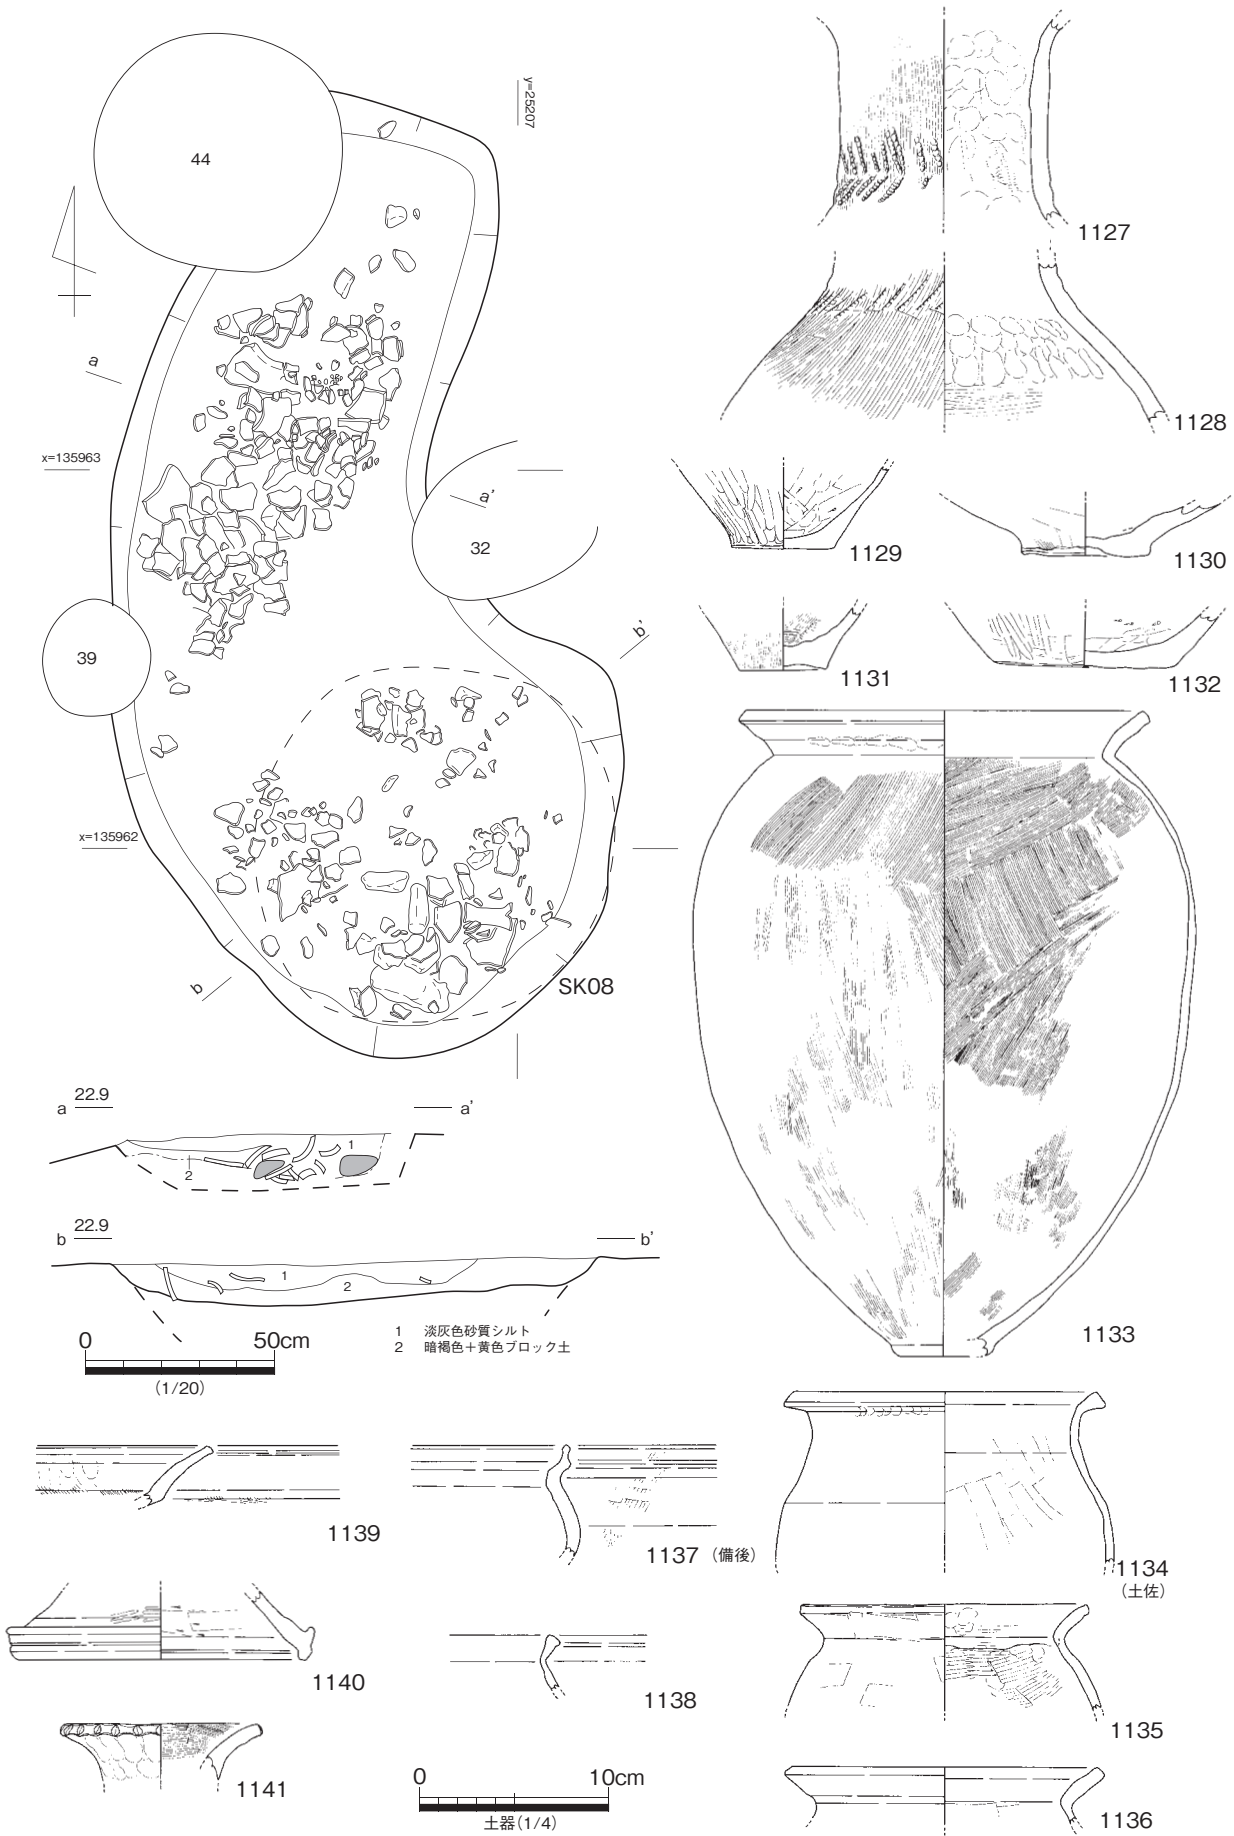 44
y=25207
1127
a
1128
x=135963
a'
32
1129
1130
39
b'
1131
1132
x=135962
b
SK08
a 22.9 a'
1
2
b 22.9 b'
1
2
0 50cm
(1/20)
1 淡灰色砂質シルト
2 暗褐色+黄色ブロック土
1133
1139
1137 (備後)
1134
(土佐)
1140
1138
1135
1141
0 10cm
土器(1/4)
1136